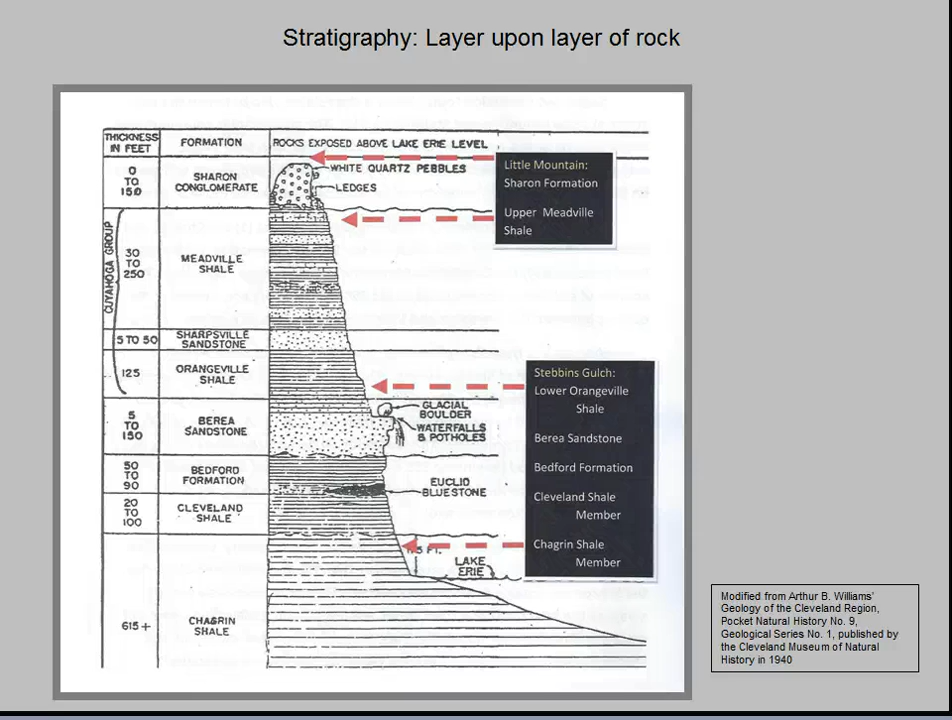 Stratigraphy: Layer upon layer of rock
THICKNESS
IN FEET
FORMATION
ROCKS EXPOSED ABOVE LAKE ERIE LEVEL
0
TO
150
SHARON
CONGLOMERATE
WHITE QUARTZ PEBBLES
LEDGES
Little Mountain:
Sharon Formation
Upper Meadville
Shale
CUYAHOGA GROUP
30
TO
250
MEADVILLE
SHALE
5 TO 50
SHARPSVILLE
SANDSTONE
125
ORANGEVILLE
SHALE
5
TO
150
BEREA
SANDSTONE
GLACIAL
BOULDER
WATERFALLS
& POTHOLES
50
TO
90
BEDFORD
FORMATION
EUCLID
BLUESTONE
20
TO
100
CLEVELAND
SHALE
Stebbins Gulch:
Lower Orangeville
Shale
Berea Sandstone
Bedford Formation
Cleveland Shale
Member
Chagrin Shale
Member
FT.
LAKE
ERIE
615+
CHAGRIN
SHALE
Modified from Arthur B. Williams'
Geology of the Cleveland Region,
Pocket Natural History No. 9,
Geological Series No. 1, published by
the Cleveland Museum of Natural
History in 1940